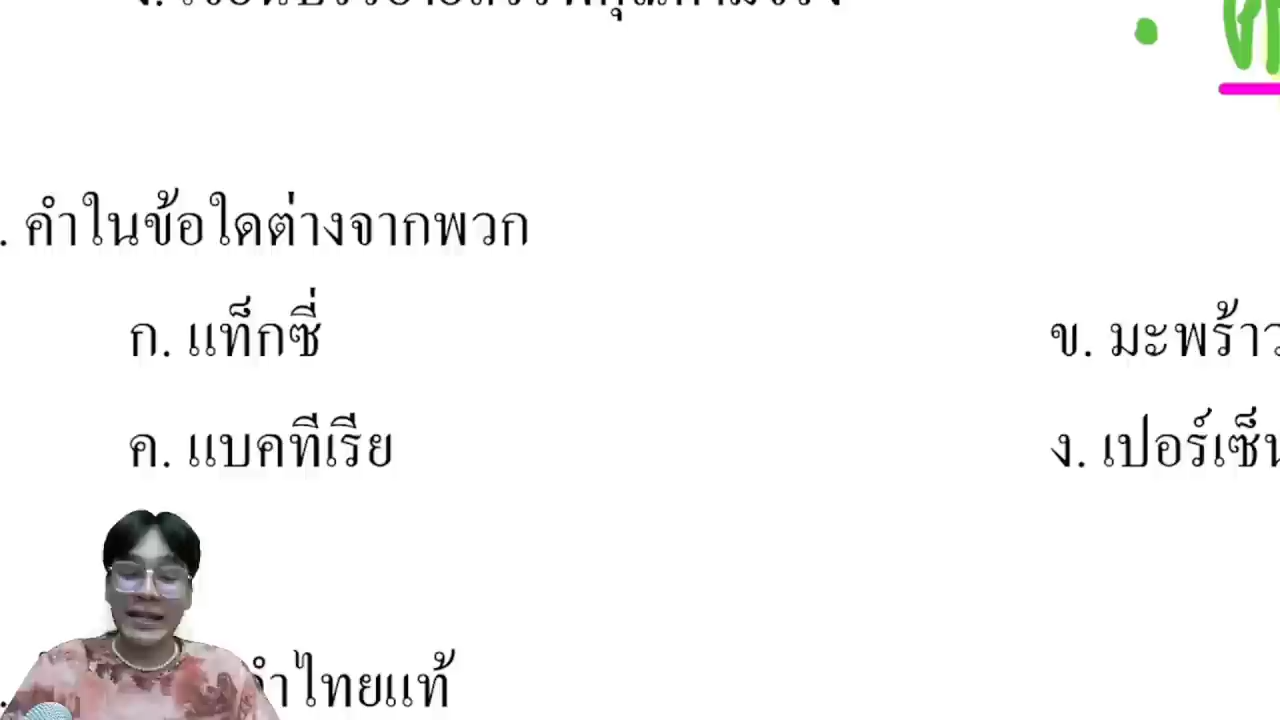 . คำในข้อใดต่างจากพวก
ก. แท็กซี่
ข. มะพร้าว
ค. แบคทีเรีย
ง. เปอร์เซ็น
คำไทยแท้